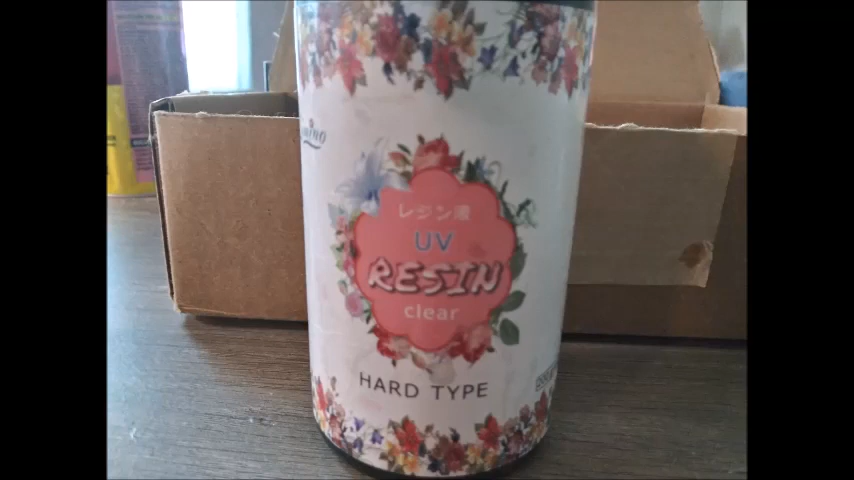 レジン液
UV
RESIN
clear
HARD TYPE